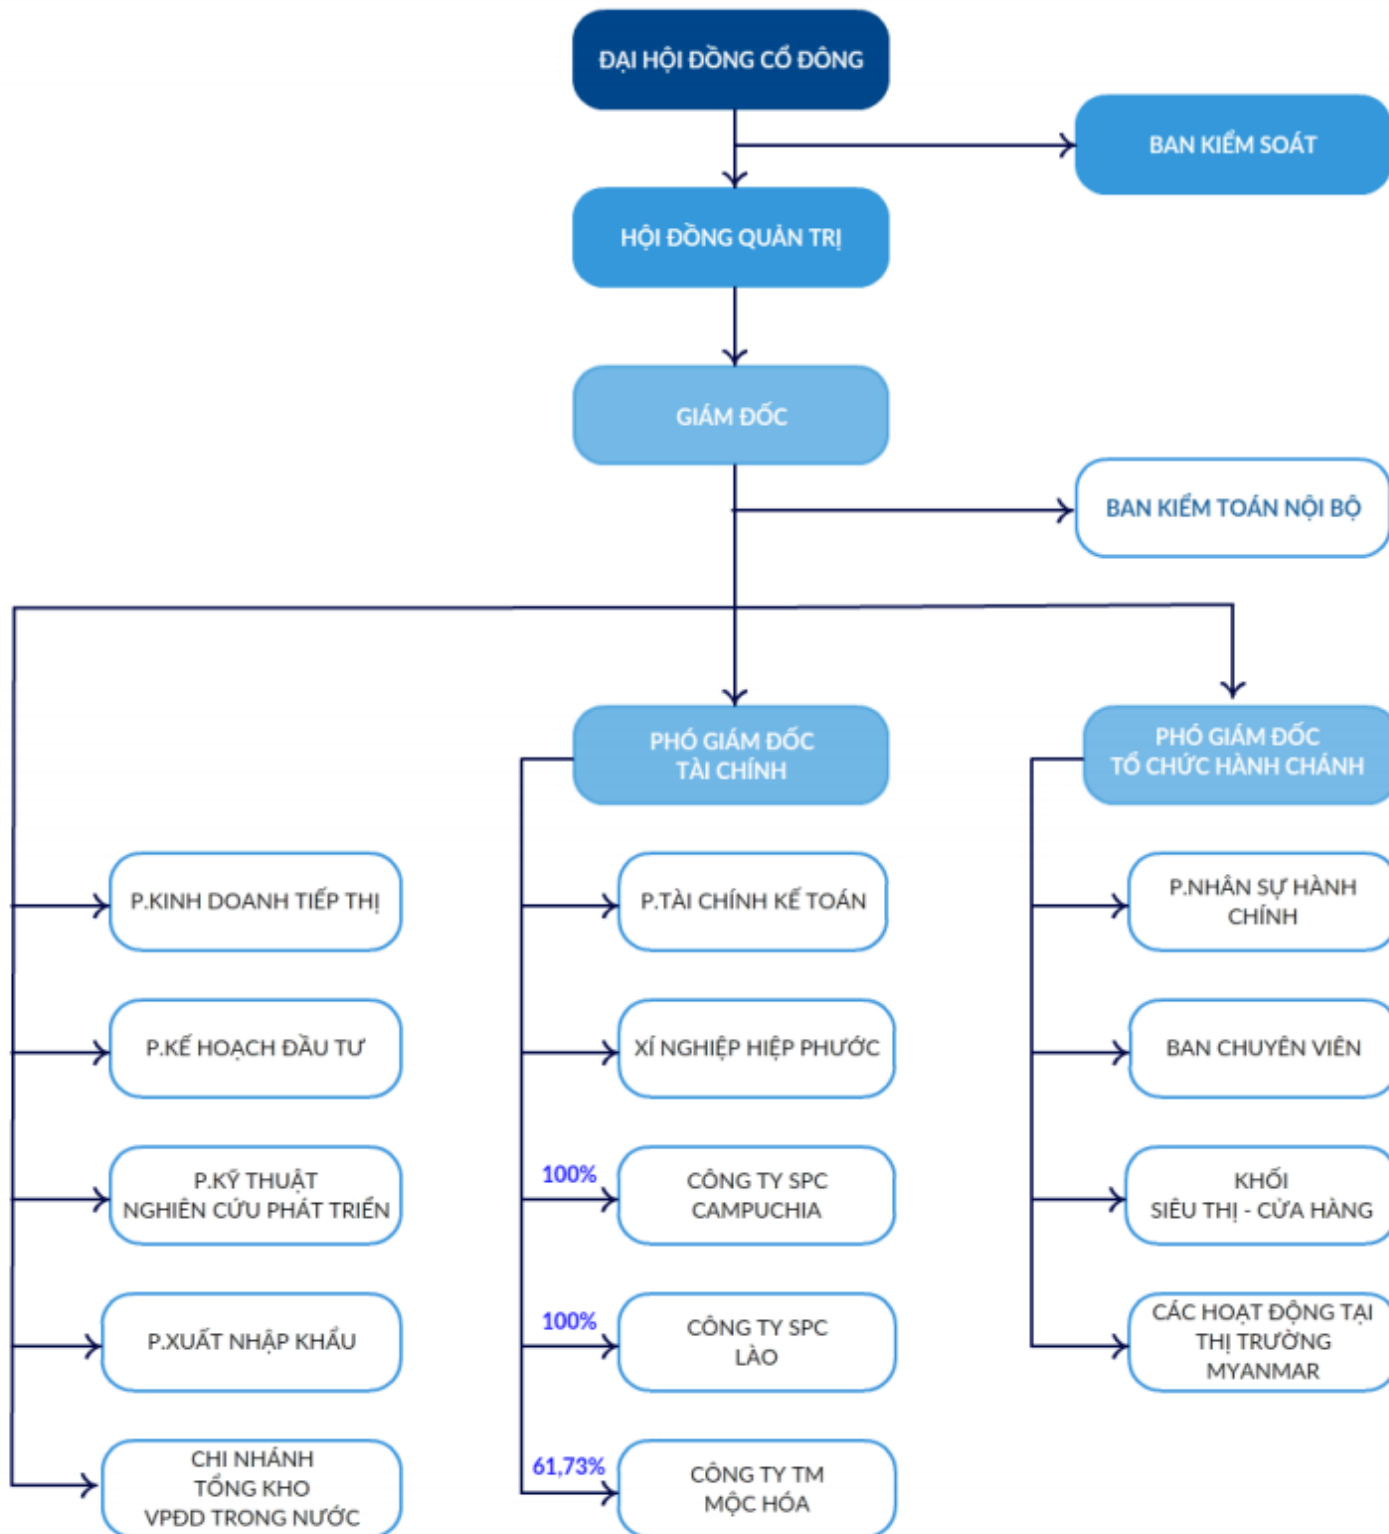 ĐẠI HỘI ĐỒNG CỔ ĐÔNG
BAN KIỂM SOÁT
HỘI ĐỒNG QUẢN TRỊ
GIÁM ĐỐC
BAN KIỂM TOÁN NỘI BỘ
PHÓ GIÁM ĐỐC
TÀI CHÍNH
PHÓ GIÁM ĐỐC
TỔ CHỨC HÀNH CHÁNH
P.KINH DOANH TIẾP THỊ
P.KẾ HOẠCH ĐẦU TƯ
P.KỸ THUẬT
NGHIÊN CỨU PHÁT TRIỂN
P.XUẤT NHẬP KHẨU
CHI NHÁNH
TỔNG KHO
VPĐD TRONG NƯỚC
P.TÀI CHÍNH KẾ TOÁN
XÍ NGHIỆP HIỆP PHƯỚC
100%
CÔNG TY SPC
CAMPUCHIA
100%
CÔNG TY SPC
LÀO
61,73%
CÔNG TY TM
MỘC HÓA
P.NHÂN SỰ HÀNH
CHÍNH
BAN CHUYÊN VIÊN
KHỐI
SIÊU THỊ - CỬA HÀNG
CÁC HOẠT ĐỘNG TẠI
THỊ TRƯỜNG
MYANMAR